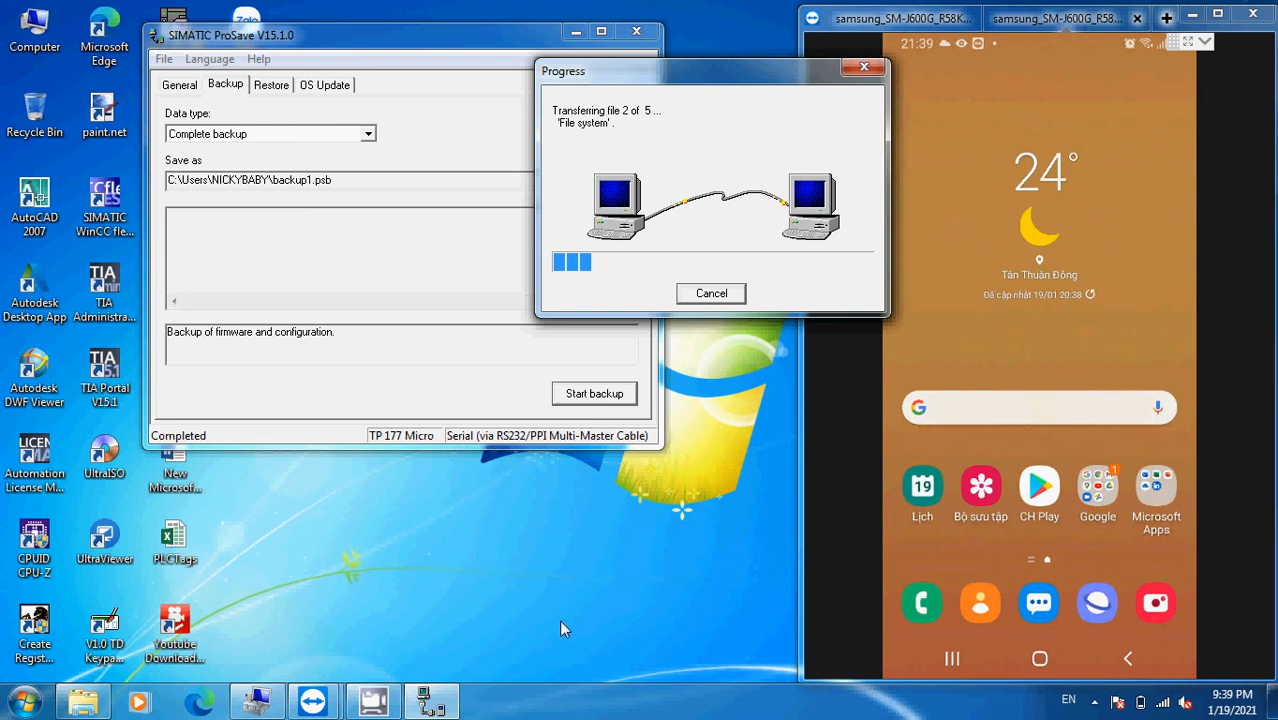 Computer
Microsoft
Edge
Recycle Bin
paint.net
AutoCAD
2007
SIMATIC
WinCC fle...
Autodesk
Desktop App
TIA
Administra...
Autodesk
DWF Viewer
TIA Portal
V15.1
Automation
License M...
UltraISO
New
Microsof...
CPUID
CPU-Z
UltraViewer
PLCTags
Create
Regist...
V1.0 TD
Keypa...
Youtube
Download...
Zalo
SIMATIC ProSave V15.1.0
File Language Help
General Backup Restore OS Update
Data type:
Complete backup
Save as
C:\Users\NICKYBABY\backup1.psb
Backup of firmware and configuration.
Start backup
Completed
TP 177 Micro
Serial (via RS232/PPI Multi-Master Cable)
Progress
Transferring file 2 of 5 ...
'File system' .
Cancel
samsung_SM-J600G_R58K...
samsung_SM-J600G_R58...
21:39
24°
Tân Thuận Đông
Đã cập nhật 19/01 20:38
G
19
1
Lịch
Bộ sưu tập
CH Play
Google
Microsoft
Apps
EN
9:39 PM
1/19/2021